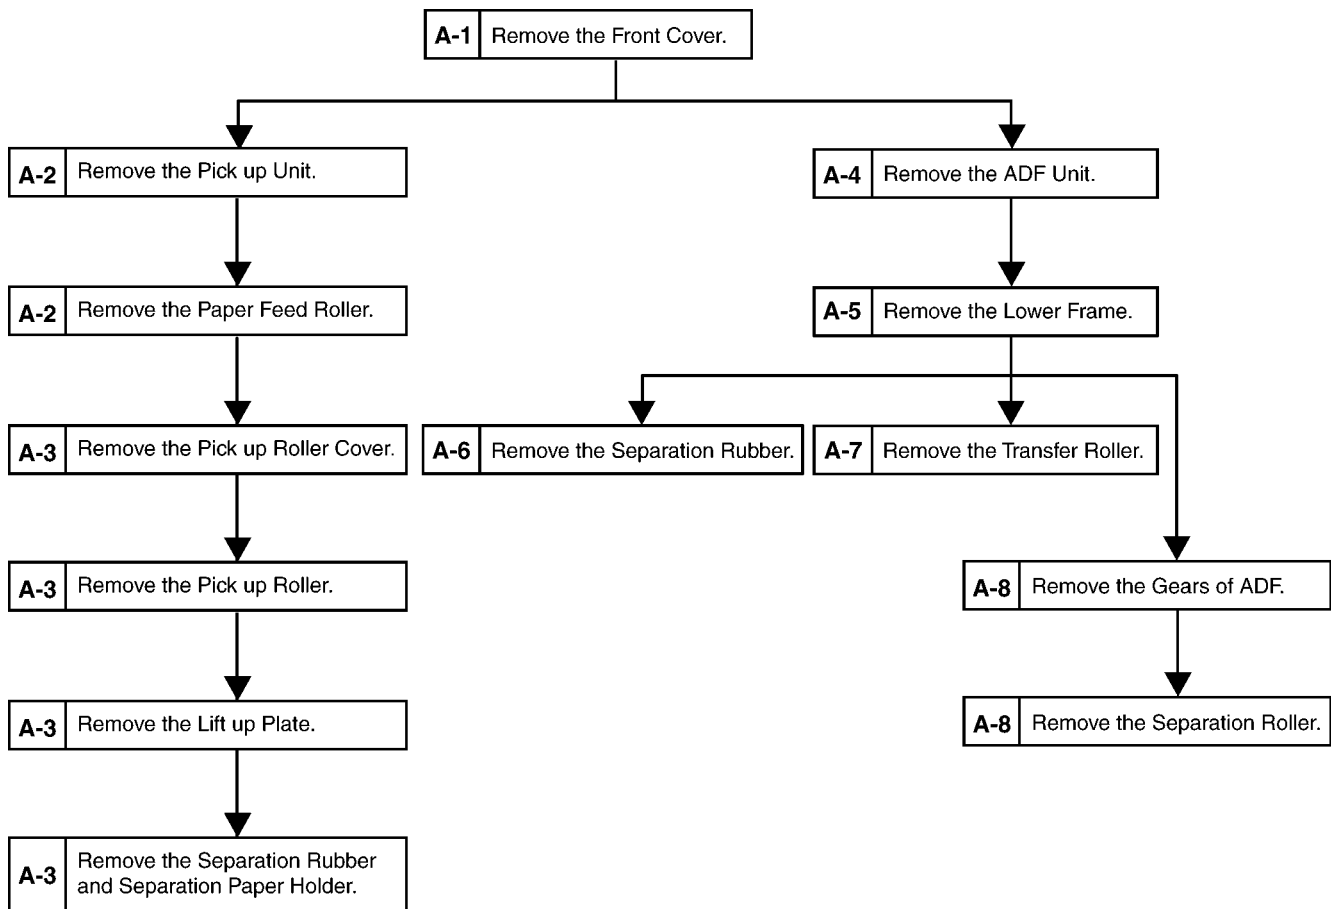 A-1 Remove the Front Cover.
A-2 Remove the Pick up Unit.
A-4 Remove the ADF Unit.
A-2 Remove the Paper Feed Roller.
A-5 Remove the Lower Frame.
A-3 Remove the Pick up Roller Cover.
A-6 Remove the Separation Rubber.
A-7 Remove the Transfer Roller.
A-3 Remove the Pick up Roller.
A-8 Remove the Gears of ADF.
A-3 Remove the Lift up Plate.
A-8 Remove the Separation Roller.
A-3 Remove the Separation Rubber
and Separation Paper Holder.